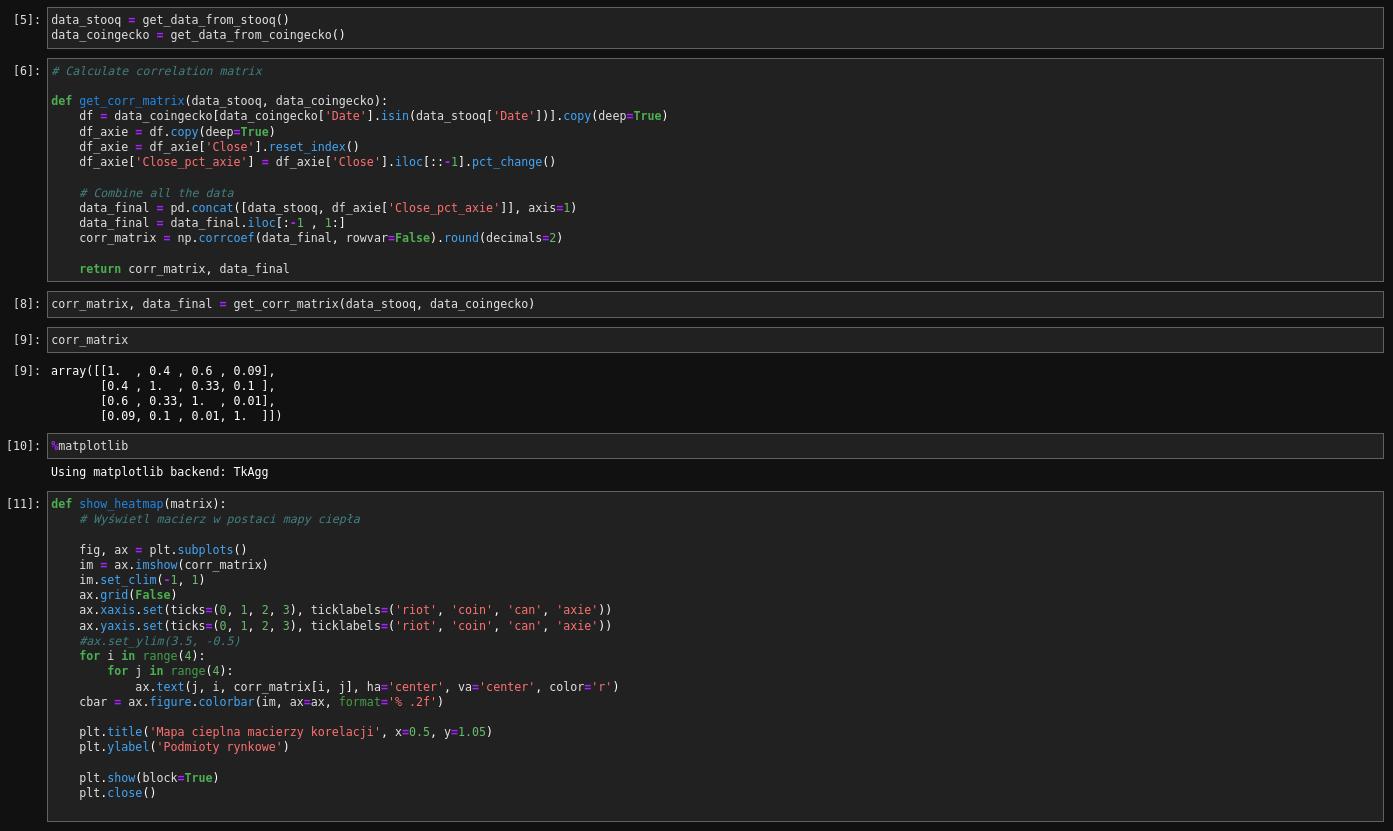 [5]: data_stooq = get_data_from_stooq()
data_coingecko = get_data_from_coingecko()
[6]: # Calculate correlation matrix
def get_corr_matrix(data_stooq, data_coingecko):
    df = data_coingecko[data_coingecko['Date'].isin(data_stooq['Date'])].copy(deep=True)
    df_axie = df.copy(deep=True)
    df_axie = df_axie['Close'].reset_index()
    df_axie['Close_pct_axie'] = df_axie['Close'].iloc[::-1].pct_change()
    # Combine all the data
    data_final = pd.concat([data_stooq, df_axie['Close_pct_axie']], axis=1)
    data_final = data_final.iloc[:-1 , 1:]
    corr_matrix = np.corrcoef(data_final, rowvar=False).round(decimals=2)
    return corr_matrix, data_final
[8]: corr_matrix, data_final = get_corr_matrix(data_stooq, data_coingecko)
[9]: corr_matrix
[9]: array([[1.  , 0.4 , 0.6 , 0.09],
       [0.4 , 1.  , 0.33, 0.1 ],
       [0.6 , 0.33, 1.  , 0.01],
       [0.09, 0.1 , 0.01, 1.  ]])
[10]: %matplotlib
Using matplotlib backend: TkAgg
[11]: def show_heatmap(matrix):
    # Wyświetl macierz w postaci mapy ciepła
    fig, ax = plt.subplots()
    im = ax.imshow(corr_matrix)
    im.set_clim(-1, 1)
    ax.grid(False)
    ax.xaxis.set(ticks=(0, 1, 2, 3), ticklabels=('riot', 'coin', 'can', 'axie'))
    ax.yaxis.set(ticks=(0, 1, 2, 3), ticklabels=('riot', 'coin', 'can', 'axie'))
    #ax.set_ylim(3.5, -0.5)
    for i in range(4):
        for j in range(4):
            ax.text(j, i, corr_matrix[i, j], ha='center', va='center', color='r')
    cbar = ax.figure.colorbar(im, ax=ax, format='% .2f')
    plt.title('Mapa cieplna macierzy korelacji', x=0.5, y=1.05)
    plt.ylabel('Podmioty rynkowe')
    plt.show(block=True)
    plt.close()